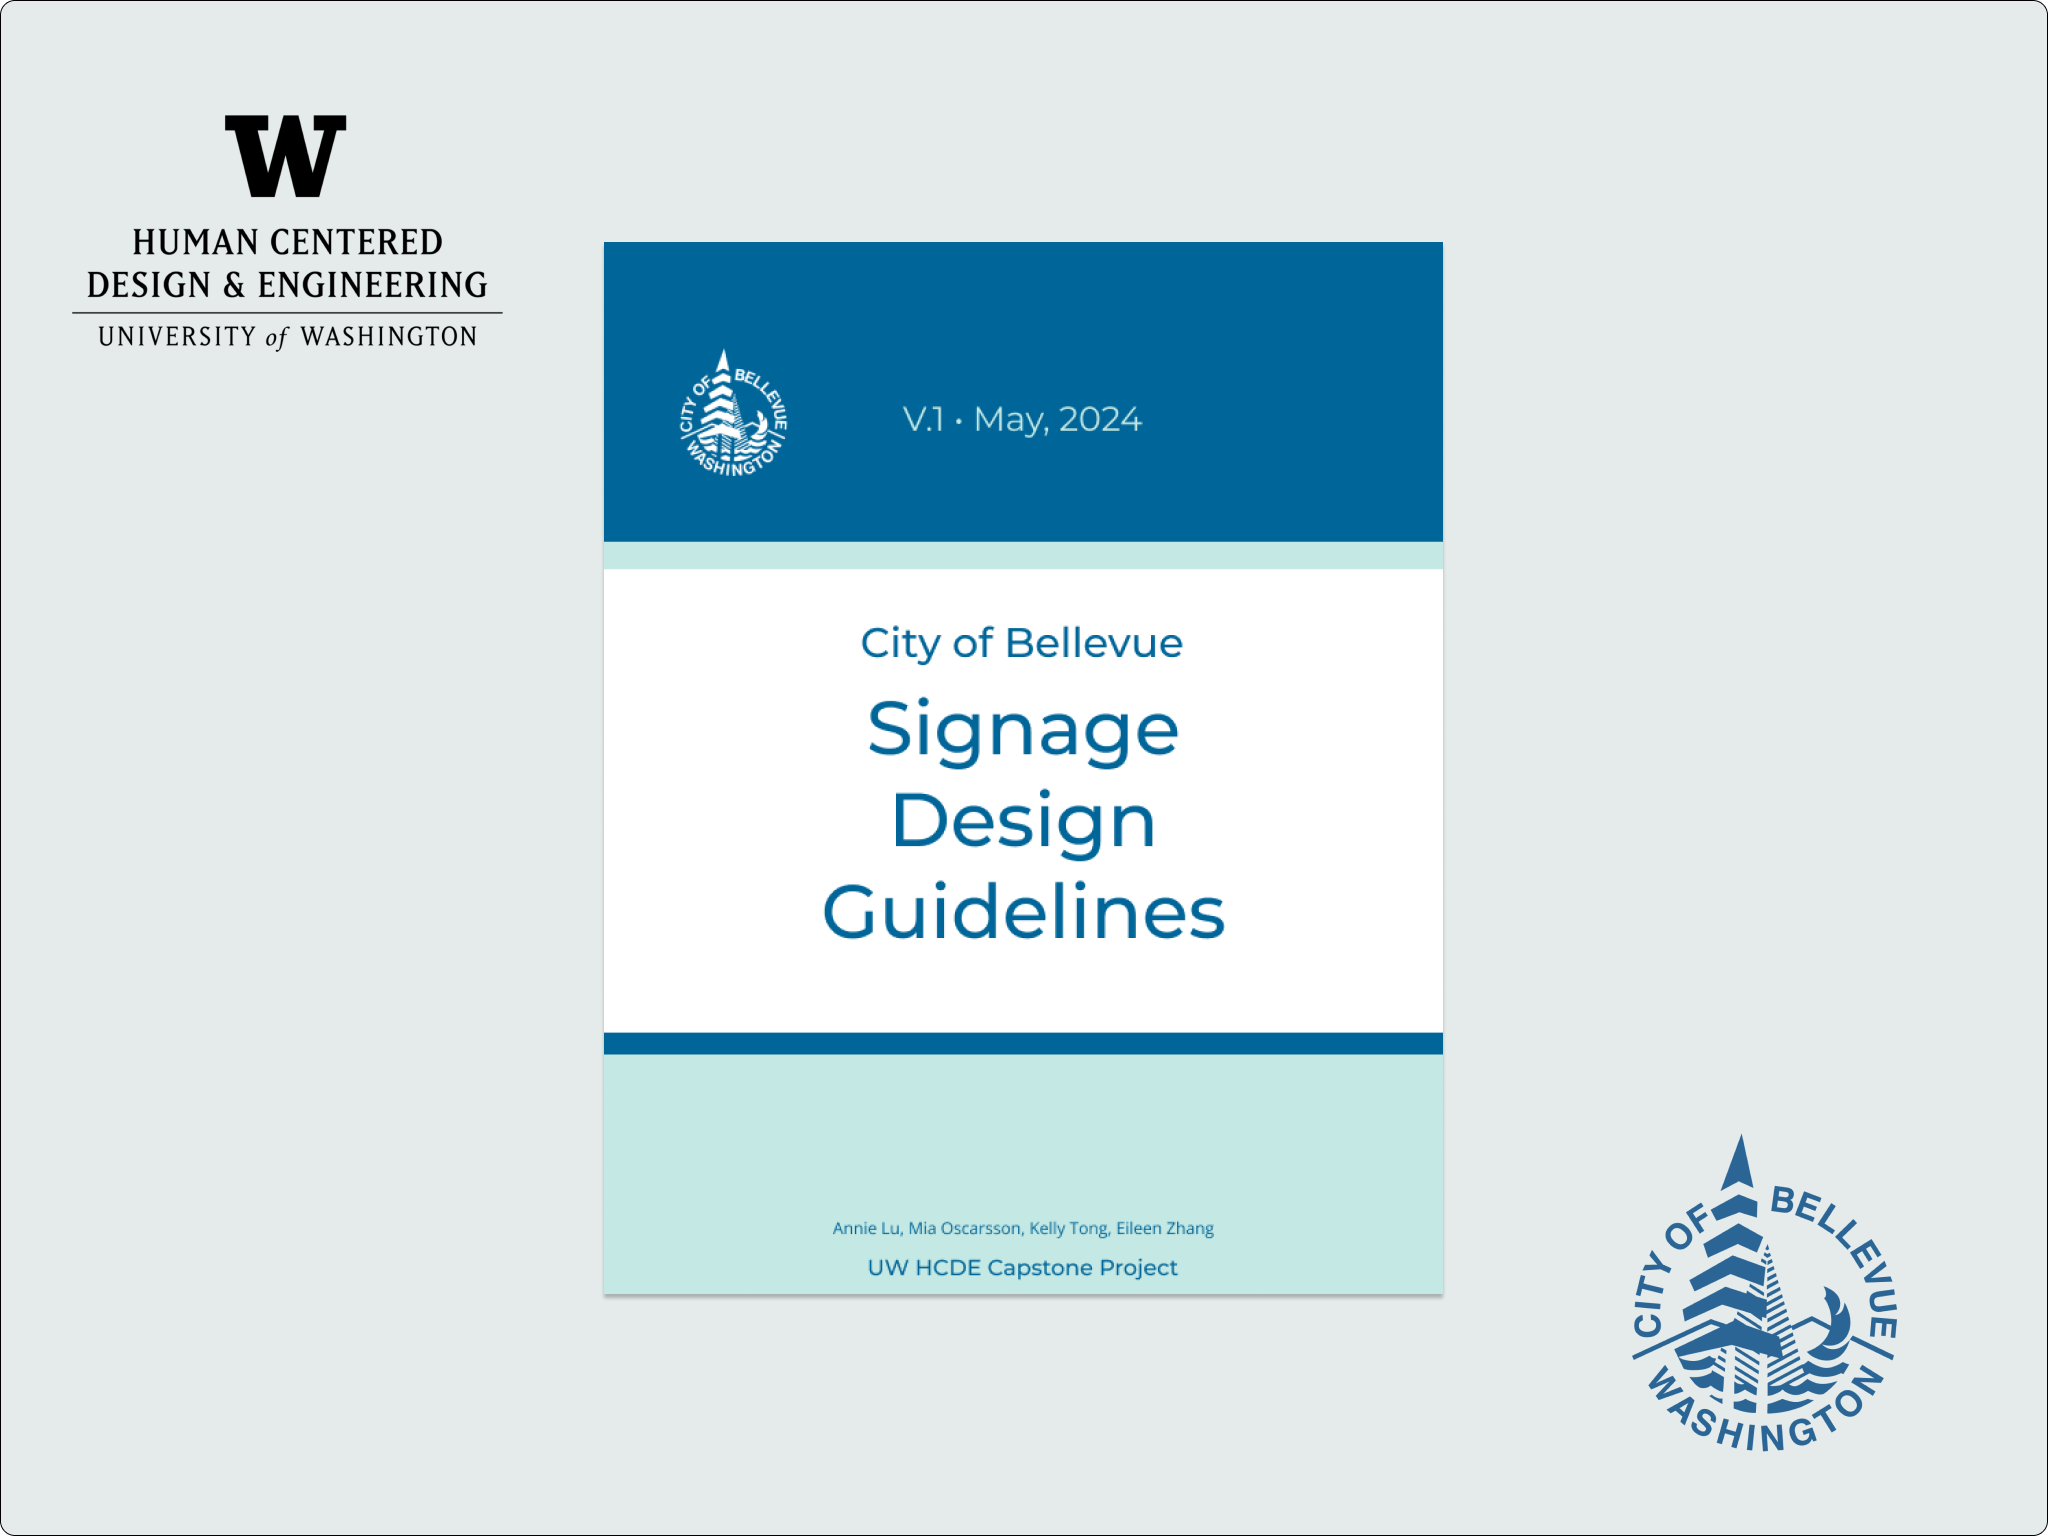 W
HUMAN CENTERED
DESIGN & ENGINEERING
UNIVERSITY of WASHINGTON
CITY OF BELLEVUE
WASHINGTON
V.1 • May, 2024
City of Bellevue
Signage
Design
Guidelines
Annie Lu, Mia Oscarsson, Kelly Tong, Eileen Zhang
UW HCDE Capstone Project
CITY OF BELLEVUE
WASHINGTON